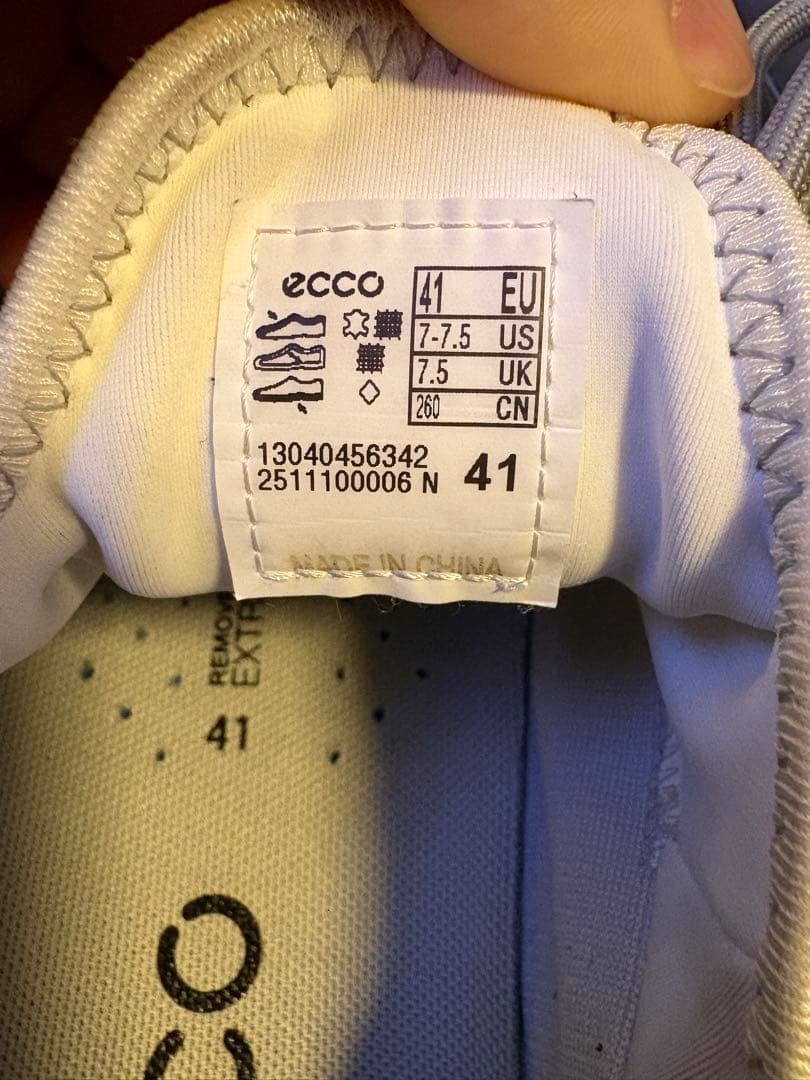 ecco
41 EU
7-7.5 US
7.5 UK
260 CN
13040456342
2511100006 N 41
MADE IN CHINA
41